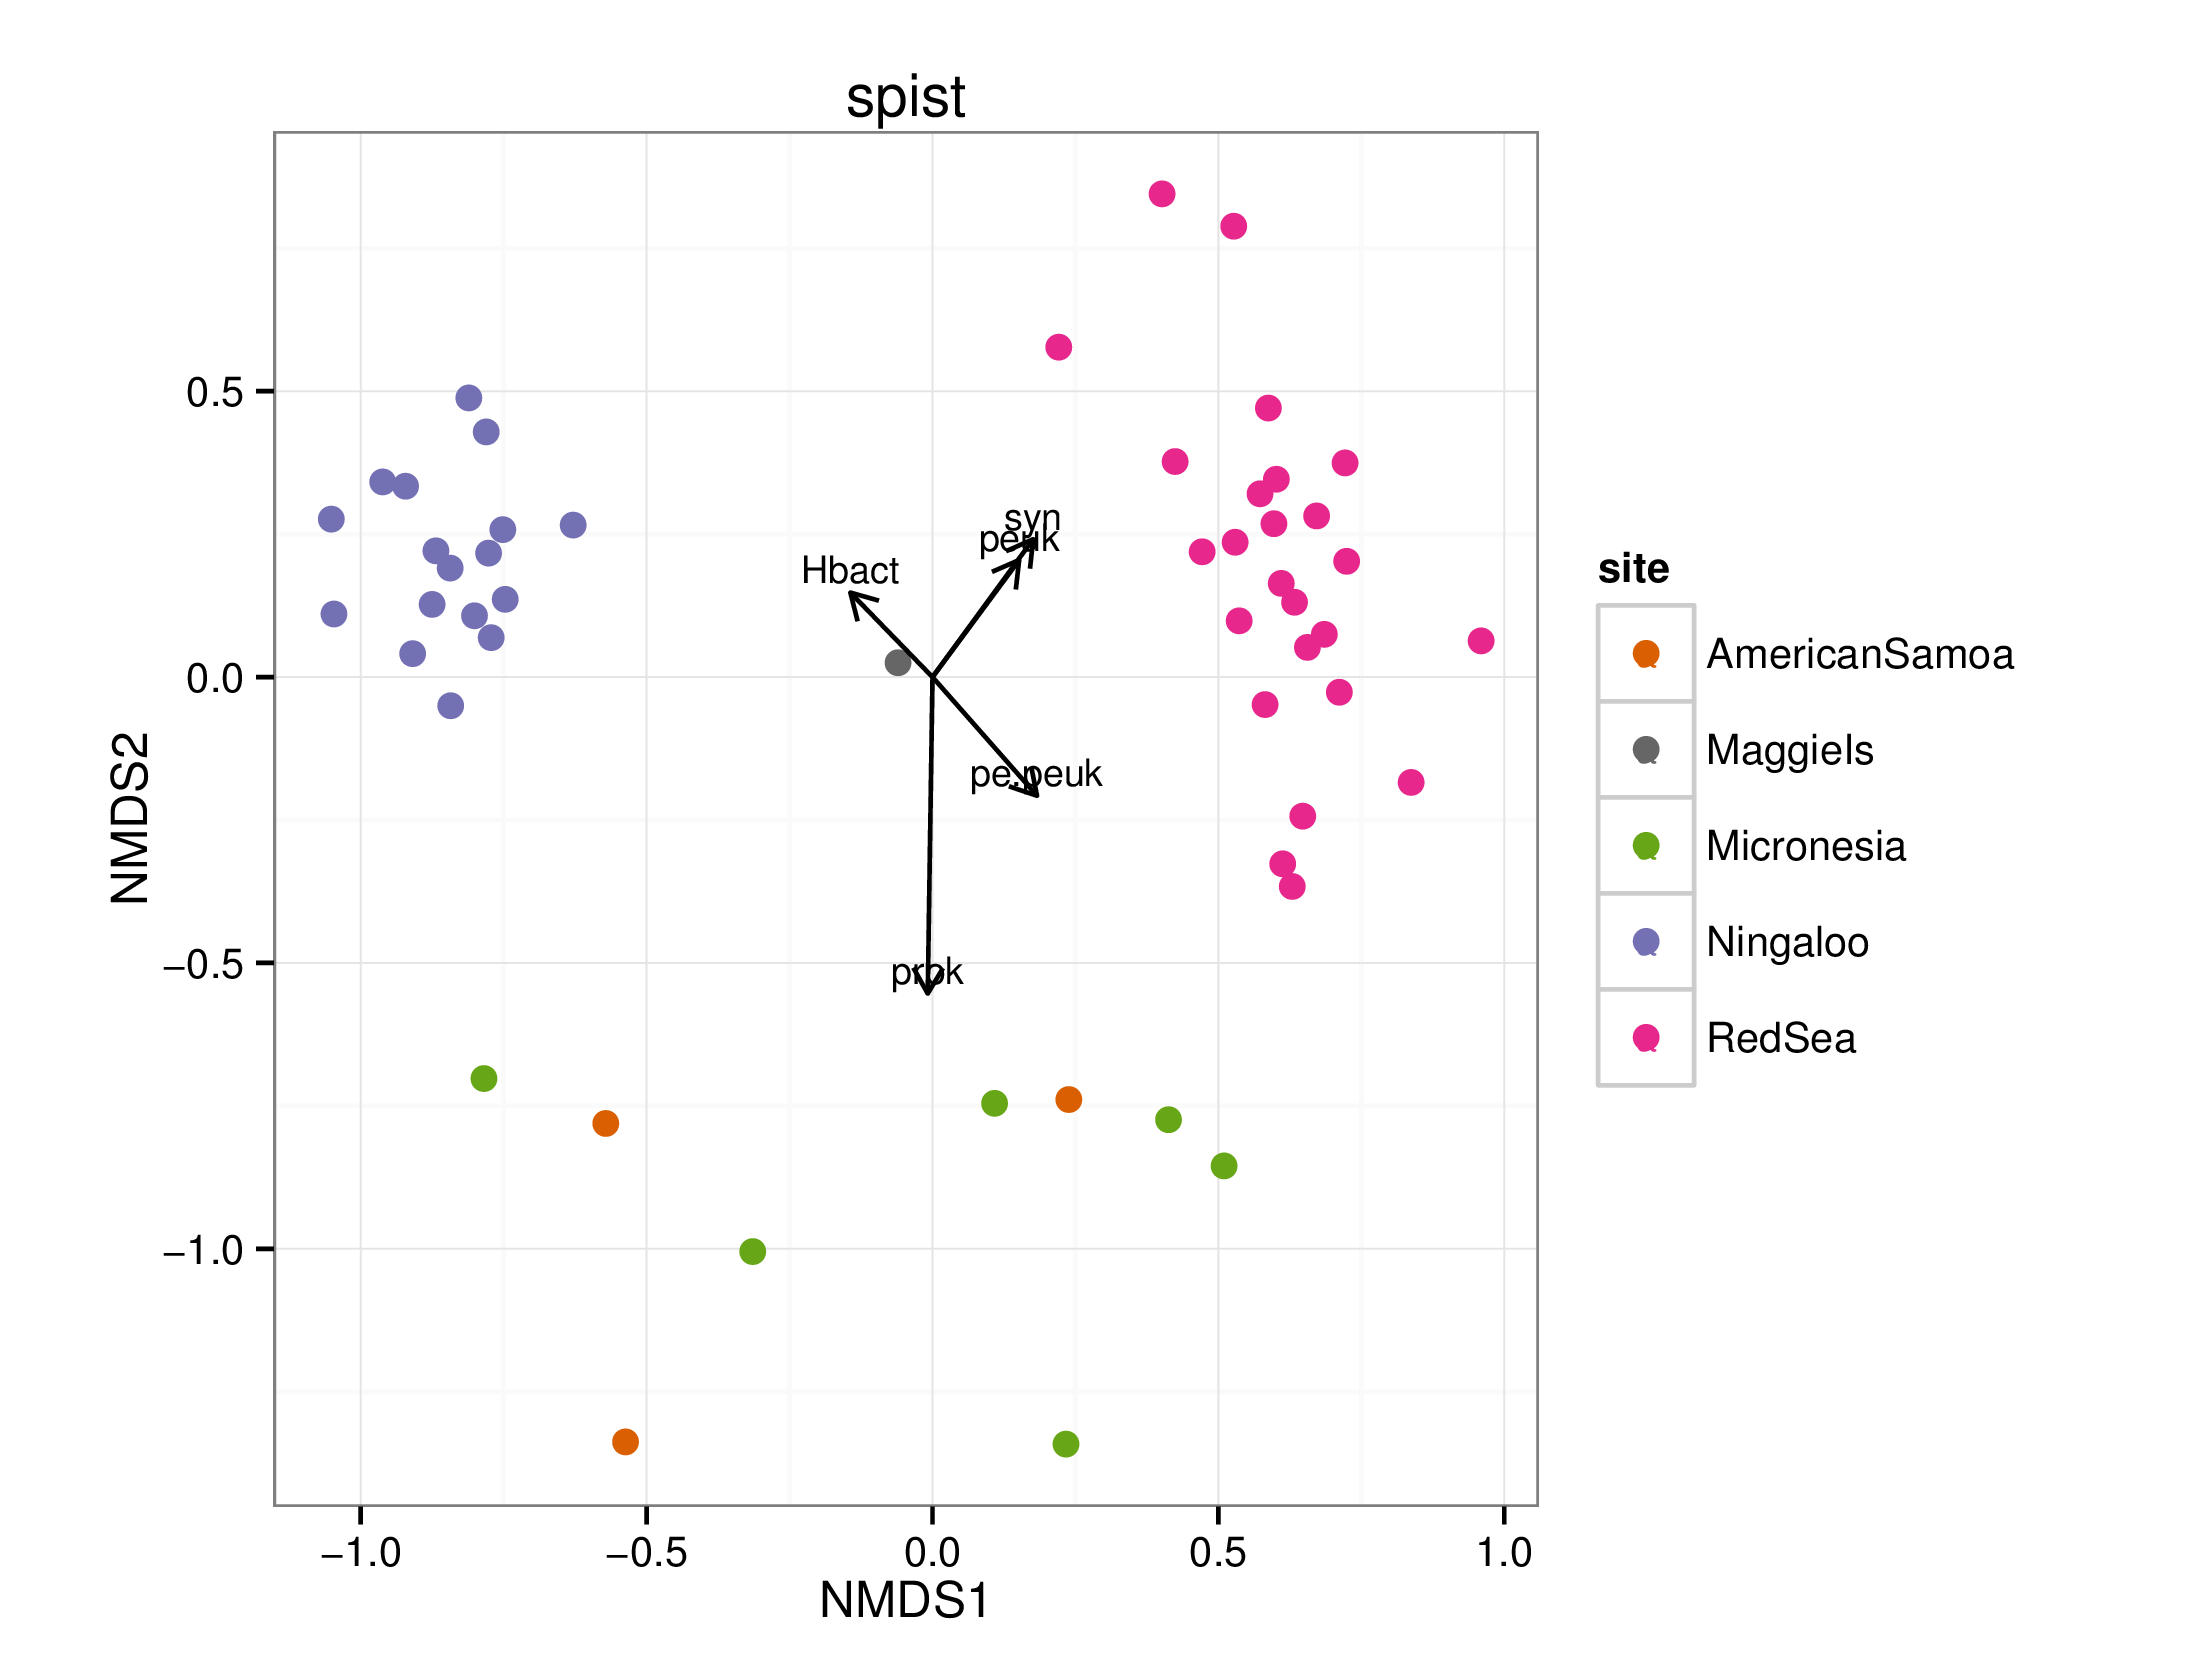 spist
0.5
0.0
−0.5
−1.0
NMDS2
syn
peuk
Hbact
pe.peuk
prok
−1.0
−0.5
0.0
0.5
1.0
NMDS1
site
AmericanSamoa
MaggieIs
Micronesia
Ningaloo
RedSea